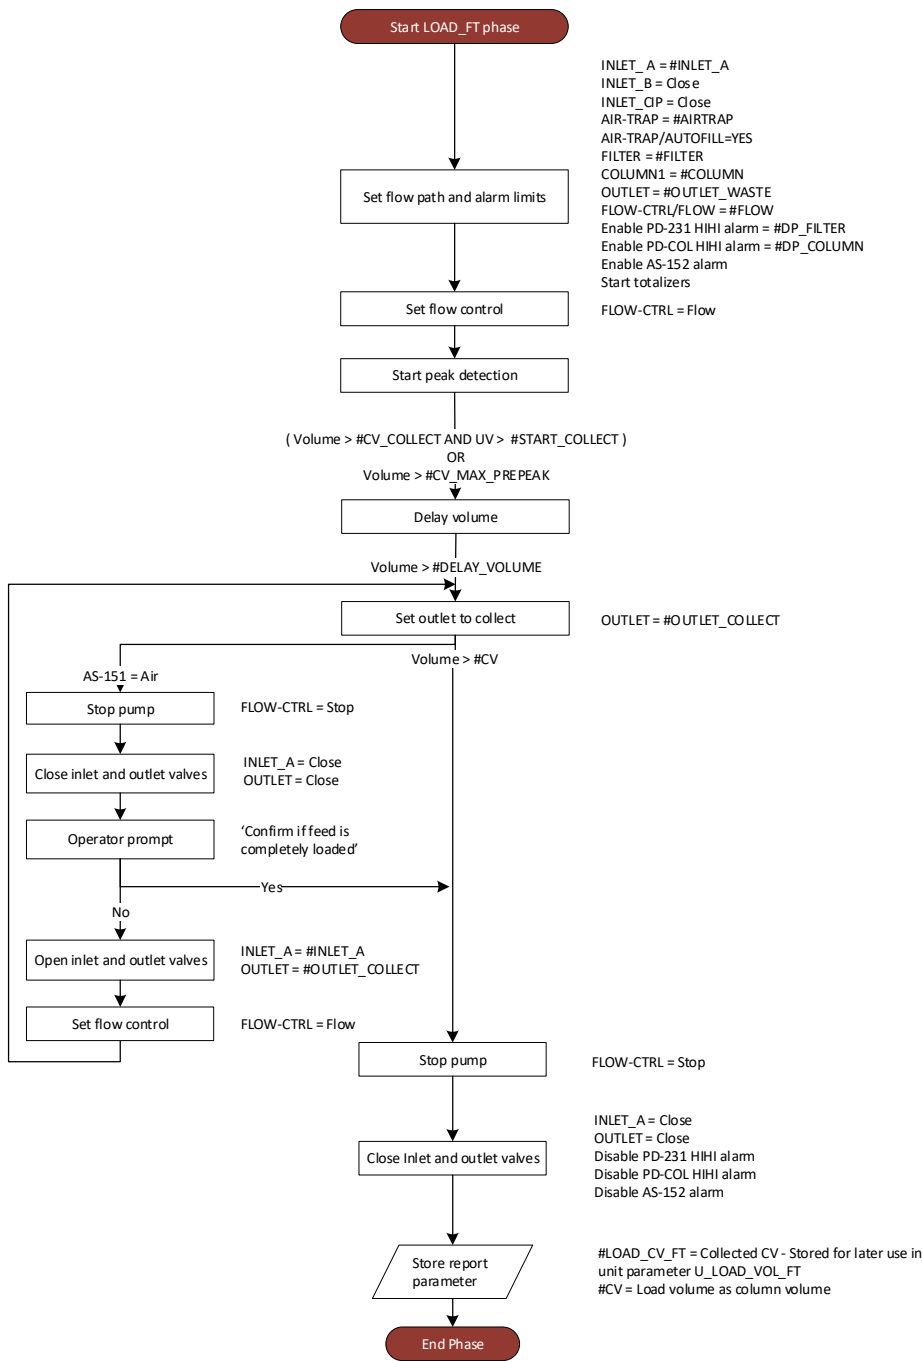 Start LOAD_FT phase
INLET_ A = #INLET_A
INLET_B = Close
INLET_CIP = Close
AIR-TRAP = #AIRTRAP
AIR-TRAP/AUTOFILL=YES
FILTER = #FILTER
COLUMN1 = #COLUMN
OUTLET = #OUTLET_WASTE
FLOW-CTRL/FLOW = #FLOW
Enable PD-231 HIHI alarm = #DP_FILTER
Enable PD-COL HIHI alarm = #DP_COLUMN
Enable AS-152 alarm
Start totalizers
Set flow path and alarm limits
Set flow control
FLOW-CTRL = Flow
Start peak detection
( Volume > #CV_COLLECT AND UV > #START_COLLECT )
OR
Volume > #CV_MAX_PREPEAK
Delay volume
Volume > #DELAY_VOLUME
Set outlet to collect
OUTLET = #OUTLET_COLLECT
Volume > #CV
AS-151 = Air
Stop pump
FLOW-CTRL = Stop
Close inlet and outlet valves
INLET_A = Close
OUTLET = Close
Operator prompt
‘Confirm if feed is
completely loaded’
Yes
No
Open inlet and outlet valves
INLET_A = #INLET_A
OUTLET = #OUTLET_COLLECT
Set flow control
FLOW-CTRL = Flow
Stop pump
FLOW-CTRL = Stop
Close Inlet and outlet valves
INLET_A = Close
OUTLET = Close
Disable PD-231 HIHI alarm
Disable PD-COL HIHI alarm
Disable AS-152 alarm
Store report
parameter
#LOAD_CV_FT = Collected CV - Stored for later use in
unit parameter U_LOAD_VOL_FT
#CV = Load volume as column volume
End Phase